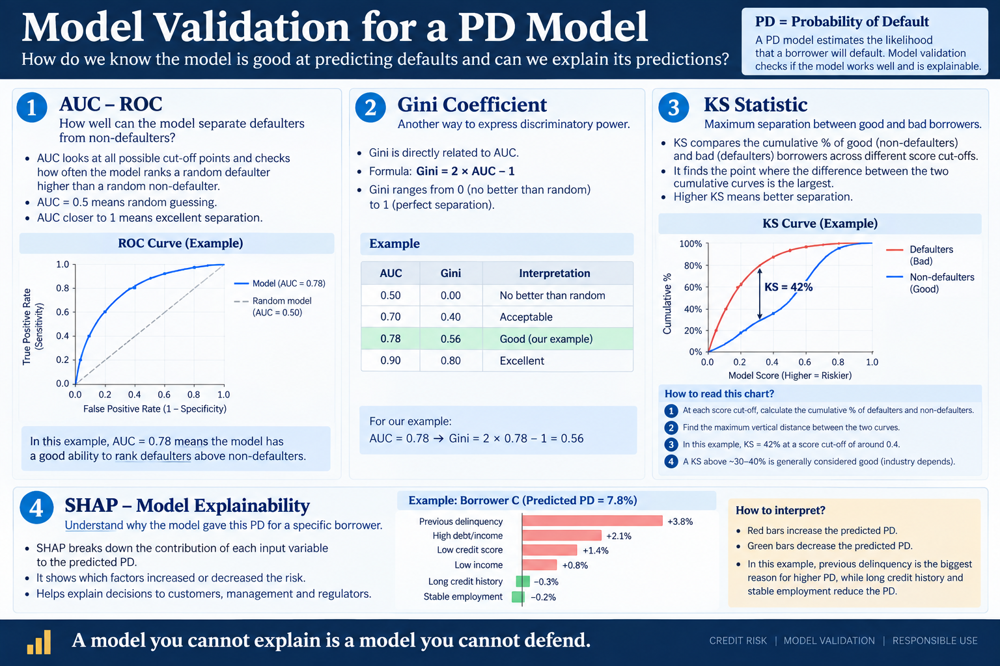 Model Validation for a PD Model
How do we know the model is good at predicting defaults and can we explain its predictions?
PD = Probability of Default
A PD model estimates the likelihood
that a borrower will default. Model validation
checks if the model works well and is explainable.
1
AUC – ROC
How well can the model separate defaulters
from non-defaulters?
• AUC looks at all possible cut-off points and checks
how often the model ranks a random defaulter
higher than a random non-defaulter.
• AUC = 0.5 means random guessing.
• AUC closer to 1 means excellent separation.
ROC Curve (Example)
True Positive Rate
(Sensitivity)
1.0
0.8
0.6
0.4
0.2
0.0
0.0 0.2 0.4 0.6 0.8 1.0
False Positive Rate (1 – Specificity)
Model (AUC = 0.78)
Random model
(AUC = 0.50)
In this example, AUC = 0.78 means the model has
a good ability to rank defaulters above non-defaulters.
2
Gini Coefficient
Another way to express discriminatory power.
• Gini is directly related to AUC.
• Formula: Gini = 2 × AUC – 1
• Gini ranges from 0 (no better than random)
to 1 (perfect separation).
Example
AUC Gini Interpretation
0.50 0.00 No better than random
0.70 0.40 Acceptable
0.78 0.56 Good (our example)
0.90 0.80 Excellent
For our example:
AUC = 0.78 → Gini = 2 × 0.78 – 1 = 0.56
3
KS Statistic
Maximum separation between good and bad borrowers.
• KS compares the cumulative % of good (non-defaulters)
and bad (defaulters) borrowers across different score cut-offs.
• It finds the point where the difference between the two
cumulative curves is the largest.
• Higher KS means better separation.
KS Curve (Example)
Cumulative %
100%
80%
60%
40%
20%
0%
0.0 0.2 0.4 0.6 0.8 1.0
Model Score (Higher = Riskier)
KS = 42%
Defaulters
(Bad)
Non-defaulters
(Good)
How to read this chart?
1 At each score cut-off, calculate the cumulative % of defaulters and non-defaulters.
2 Find the maximum vertical distance between the two curves.
3 In this example, KS = 42% at a score cut-off of around 0.4.
4 A KS above ~30–40% is generally considered good (industry depends).
4
SHAP – Model Explainability
Understand why the model gave this PD for a specific borrower.
• SHAP breaks down the contribution of each input variable
to the predicted PD.
• It shows which factors increased or decreased the risk.
• Helps explain decisions to customers, management and regulators.
Example: Borrower C (Predicted PD = 7.8%)
Previous delinquency +3.8%
High debt/income +2.1%
Low credit score +1.4%
Low income +0.8%
Long credit history –0.3%
Stable employment –0.2%
How to interpret?
• Red bars increase the predicted PD.
• Green bars decrease the predicted PD.
• In this example, previous delinquency is the biggest
reason for higher PD, while long credit history and
stable employment reduce the PD.
A model you cannot explain is a model you cannot defend.
CREDIT RISK | MODEL VALIDATION | RESPONSIBLE USE